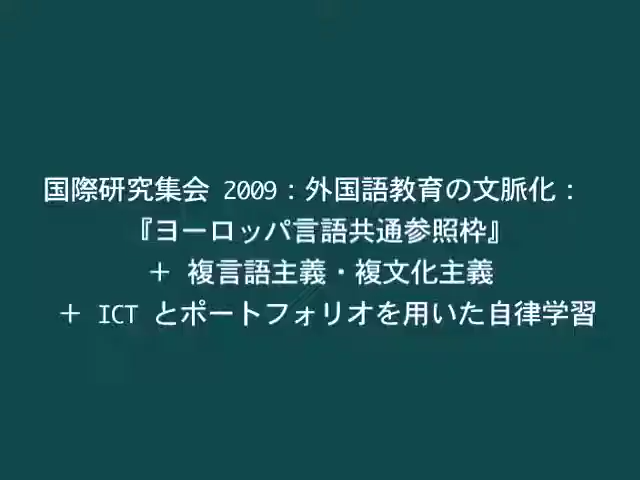 国際研究集会 2009：外国語教育の文脈化：
『ヨーロッパ言語共通参照枠』
＋ 複言語主義・複文化主義
＋ ICT とポートフォリオを用いた自律学習